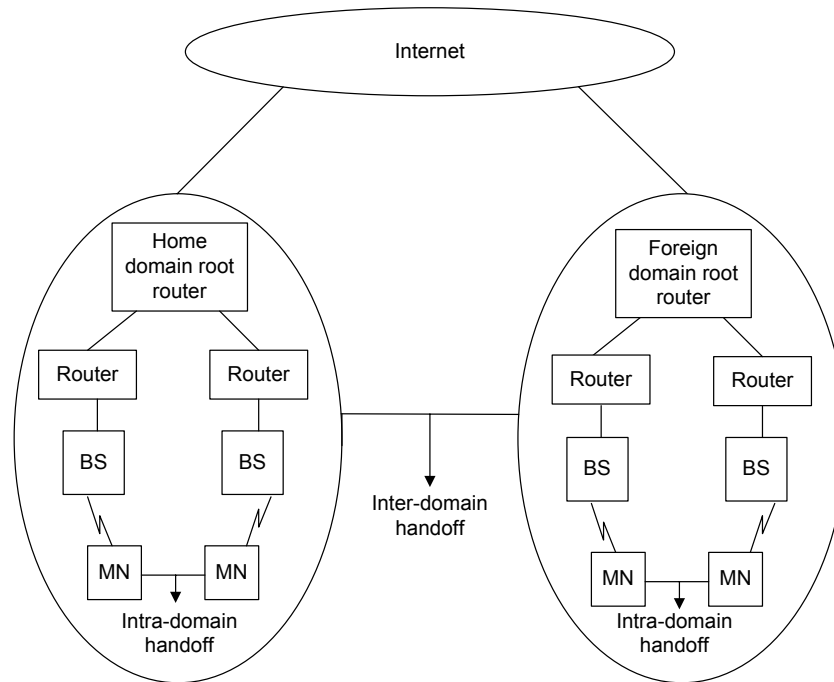 Internet
Home
domain root
router
Router
Router
BS
BS
MN
MN
Intra-domain
handoff
Inter-domain
handoff
Foreign
domain root
router
Router
Router
BS
BS
MN
MN
Intra-domain
handoff